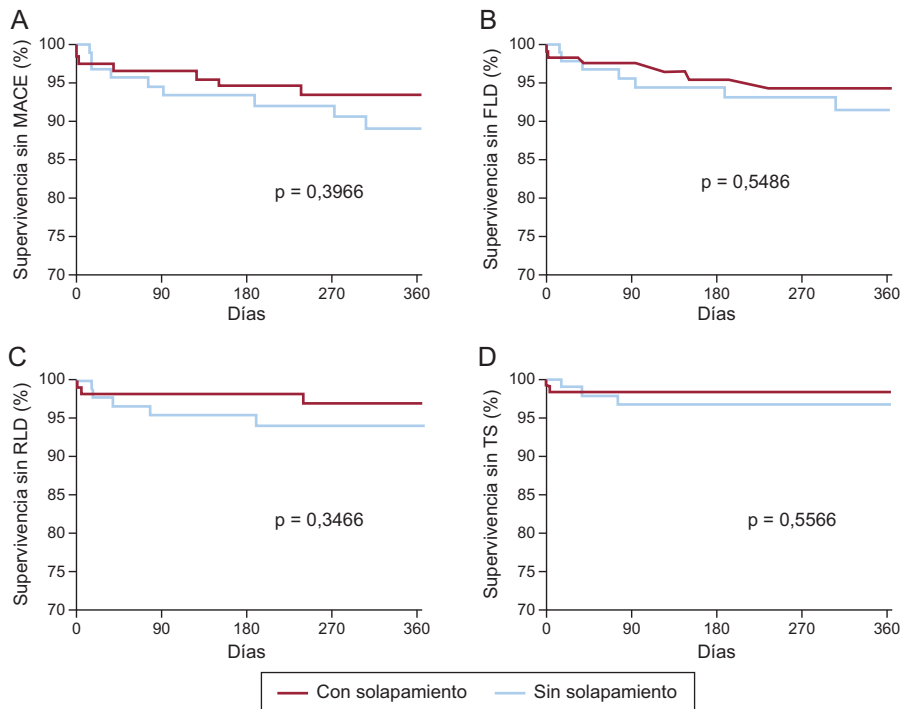 A
Supervivencia sin MACE (%)
100
95
90
85
80
75
70
p = 0,3966
0 90 180 270 360
Días
B
Supervivencia sin FLD (%)
100
95
90
85
80
75
70
p = 0,5486
0 90 180 270 360
Días
C
Supervivencia sin RLD (%)
100
95
90
85
80
75
70
p = 0,3466
0 90 180 270 360
Días
D
Supervivencia sin TS (%)
100
95
90
85
80
75
70
p = 0,5566
0 90 180 270 360
Días
Con solapamiento Sin solapamiento